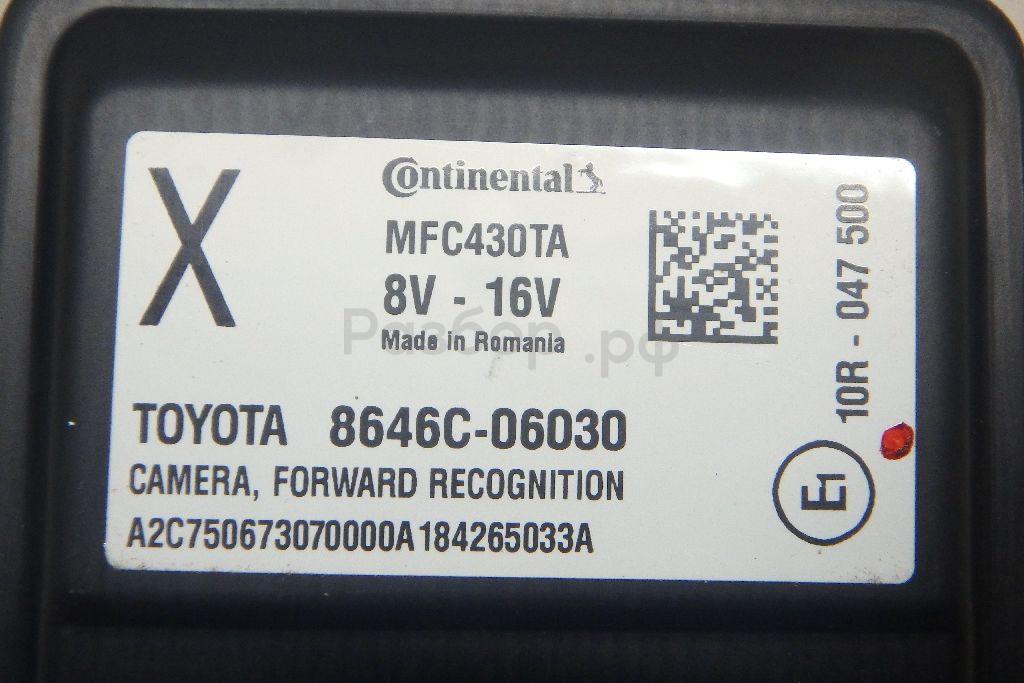 X
Continental
MFC430TA
8V - 16V
Made in Romania
Разбор.рф
10R - 047 500
TOYOTA 8646C-06030
CAMERA, FORWARD RECOGNITION
A2C750673070000A184265033A
E1